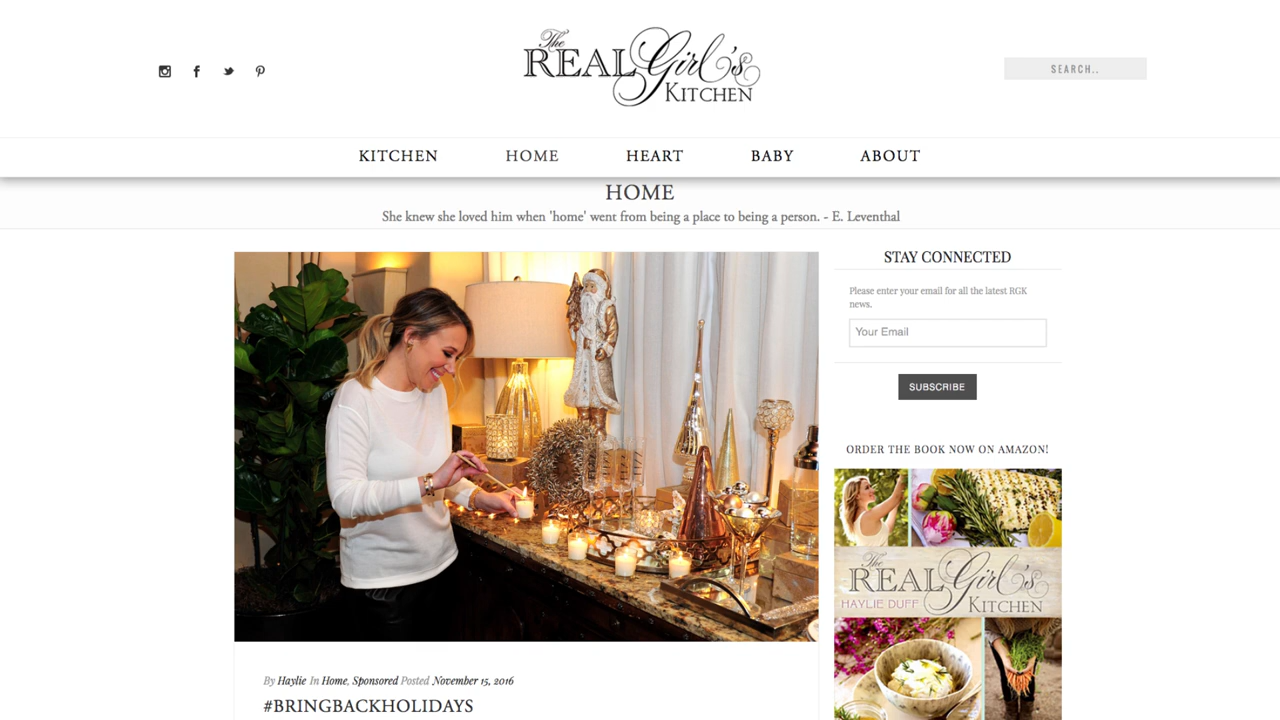 The
REAL Girl's
KITCHEN
SEARCH..
KITCHEN HOME HEART BABY ABOUT
HOME
She knew she loved him when 'home' went from being a place to being a person. - E. Leventhal
STAY CONNECTED
Please enter your email for all the latest RGK
news.
Your Email
SUBSCRIBE
ORDER THE BOOK NOW ON AMAZON!
The
REAL Girl's
HAYLIE DUFF KITCHEN
By Haylie In Home, Sponsored Posted November 15, 2016
#BRINGBACKHOLIDAYS